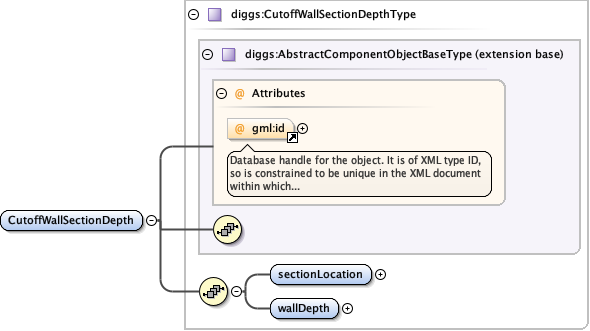 diggs:CutoffWallSectionDepthType
diggs:AbstractComponentObjectBaseType (extension base)
@ Attributes
@ gml:id
Database handle for the object. It is of XML type ID,
so is constrained to be unique in the XML document
within which...
CutoffWallSectionDepth
sectionLocation
wallDepth